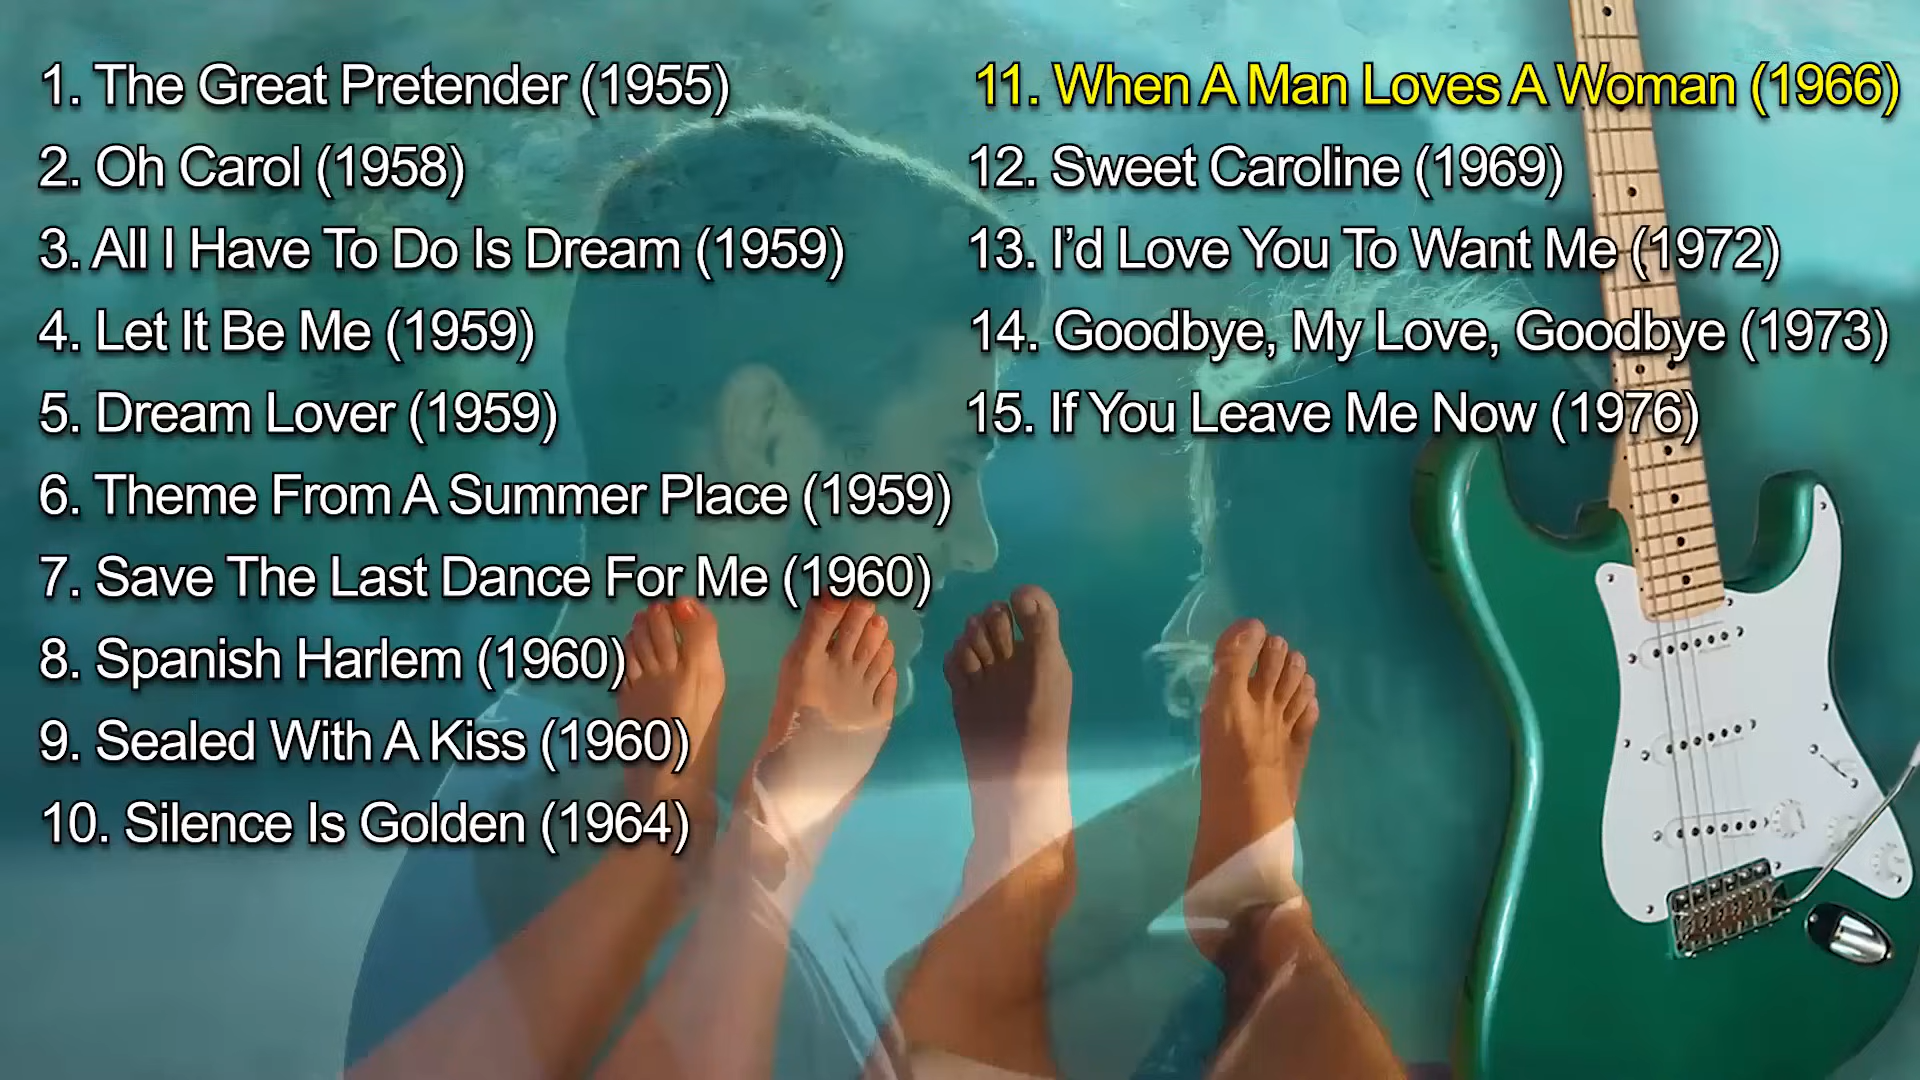 1. The Great Pretender (1955)
2. Oh Carol (1958)
3. All I Have To Do Is Dream (1959)
4. Let It Be Me (1959)
5. Dream Lover (1959)
6. Theme From A Summer Place (1959)
7. Save The Last Dance For Me (1960)
8. Spanish Harlem (1960)
9. Sealed With A Kiss (1960)
10. Silence Is Golden (1964)
11. When A Man Loves A Woman (1966)
12. Sweet Caroline (1969)
13. I’d Love You To Want Me (1972)
14. Goodbye, My Love, Goodbye (1973)
15. If You Leave Me Now (1976)